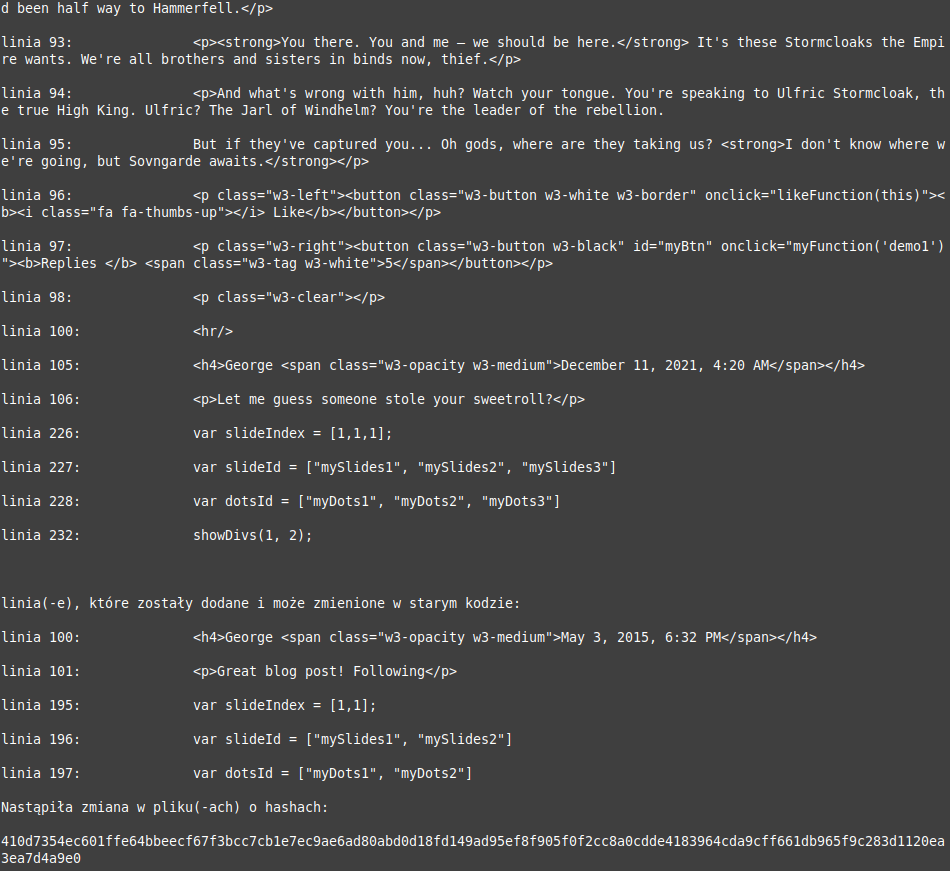 d been half way to Hammerfell.</p>
linia 93:              <p><strong>You there. You and me — we should be here.</strong> It's these Stormcloaks the Empi
re wants. We're all brothers and sisters in binds now, thief.</p>
linia 94:              <p>And what's wrong with him, huh? Watch your tongue. You're speaking to Ulfric Stormcloak, th
e true High King. Ulfric? The Jarl of Windhelm? You're the leader of the rebellion.
linia 95:              But if they've captured you... Oh gods, where are they taking us? <strong>I don't know where w
e're going, but Sovngarde awaits.</strong></p>
linia 96:              <p class="w3-left"><button class="w3-button w3-white w3-border" onclick="likeFunction(this)"><
b><i class="fa fa-thumbs-up"></i> Like</b></button></p>
linia 97:              <p class="w3-right"><button class="w3-button w3-black" id="myBtn" onclick="myFunction('demo1')
"><b>Replies </b> <span class="w3-tag w3-white">5</span></button></p>
linia 98:              <p class="w3-clear"></p>
linia 100:             <hr/>
linia 105:             <h4>George <span class="w3-opacity w3-medium">December 11, 2021, 4:20 AM</span></h4>
linia 106:             <p>Let me guess someone stole your sweetroll?</p>
linia 226:             var slideIndex = [1,1,1];
linia 227:             var slideId = ["mySlides1", "mySlides2", "mySlides3"]
linia 228:             var dotsId = ["myDots1", "myDots2", "myDots3"]
linia 232:             showDivs(1, 2);
linia(-e), które zostały dodane i może zmienione w starym kodzie:
linia 100:             <h4>George <span class="w3-opacity w3-medium">May 3, 2015, 6:32 PM</span></h4>
linia 101:             <p>Great blog post! Following</p>
linia 195:             var slideIndex = [1,1];
linia 196:             var slideId = ["mySlides1", "mySlides2"]
linia 197:             var dotsId = ["myDots1", "myDots2"]
Nastąpiła zmiana w pliku(-ach) o hashach:
410d7354ec601ffe64bbeecf67f3bcc7cb1e7ec9ae6ad80abd0d18fd149ad95ef8f905f0f2cc8a0cdde4183964cda9cff661db965f9c283d1120ea
3ea7d4a9e0